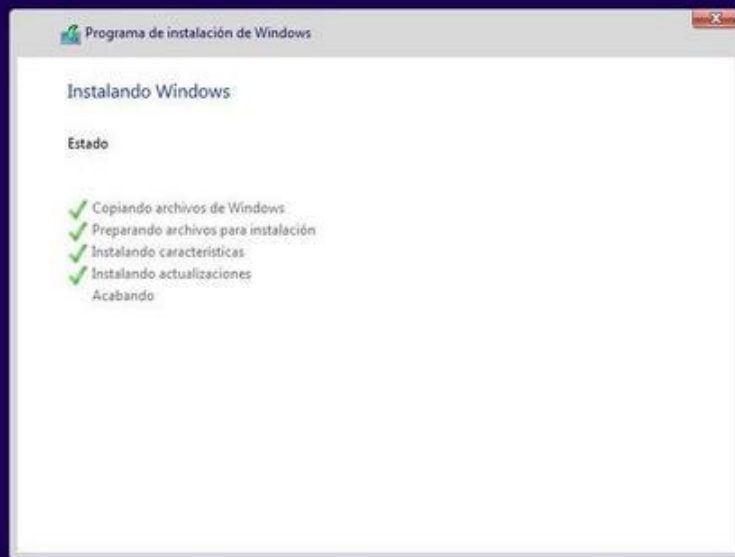 Programa de instalación de Windows
Instalando Windows
Estado
Copiando archivos de Windows
Preparando archivos para instalación
Instalando características
Instalando actualizaciones
Acabando